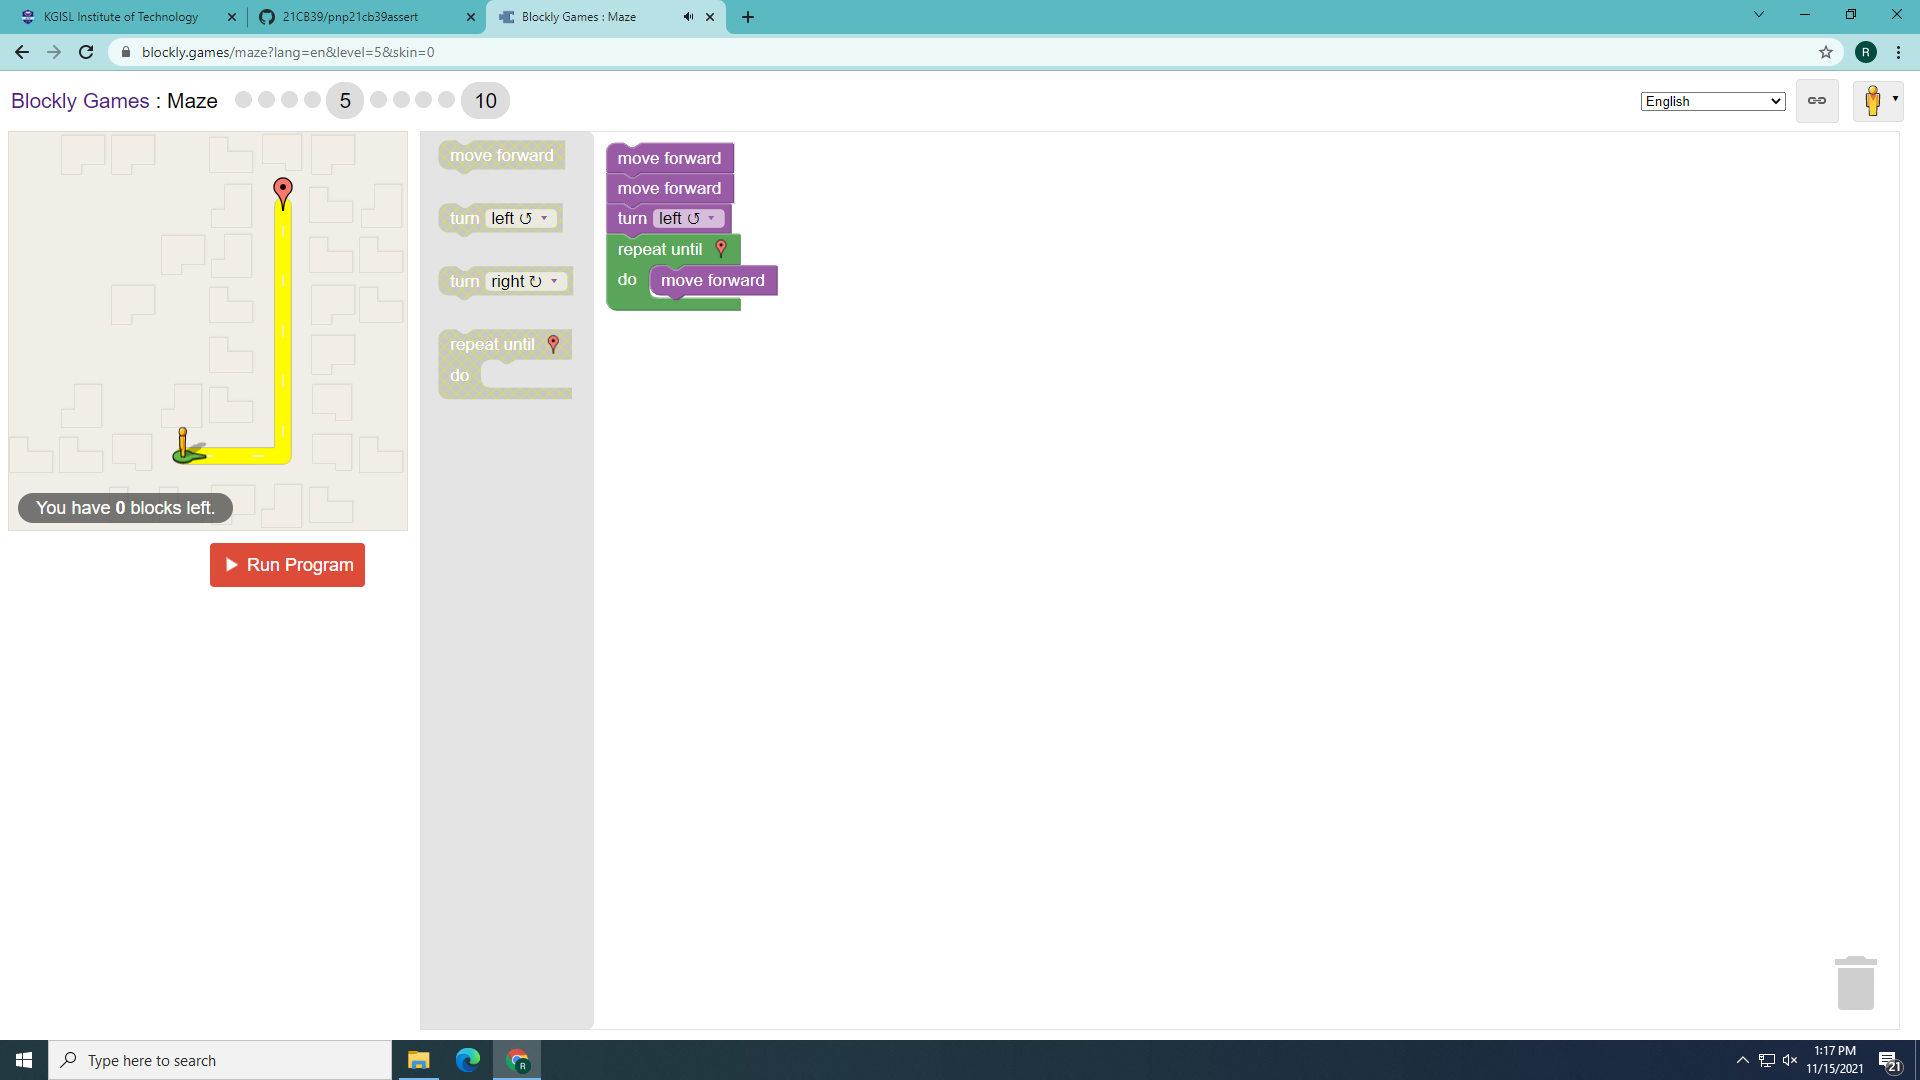 KGISL Institute of Technology
21CB39/pnp21cb39assert
Blockly Games : Maze
blockly.games/maze?lang=en&level=5&skin=0
R
Blockly Games : Maze
5
10
English
move forward
turn left ↺
turn right ↻
repeat until
do
move forward
move forward
turn left ↺
repeat until
do move forward
You have 0 blocks left.
Run Program
Type here to search
R
1:17 PM
11/15/2021
21